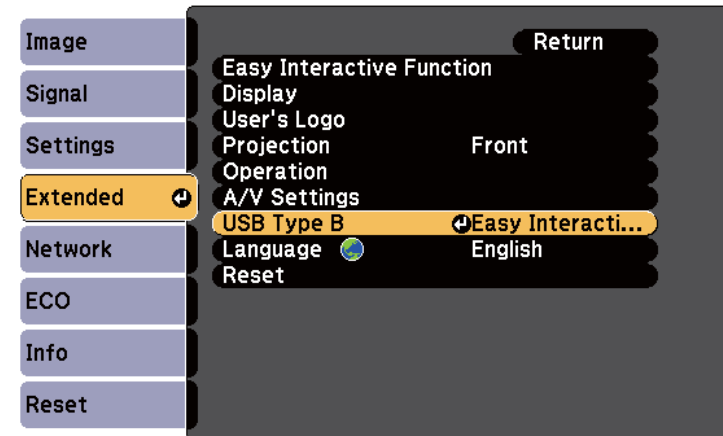 Image
Signal
Settings
Extended
Network
ECO
Info
Reset
Return
Easy Interactive Function
Display
User's Logo
Projection Front
Operation
A/V Settings
USB Type B Easy Interacti...
Language English
Reset